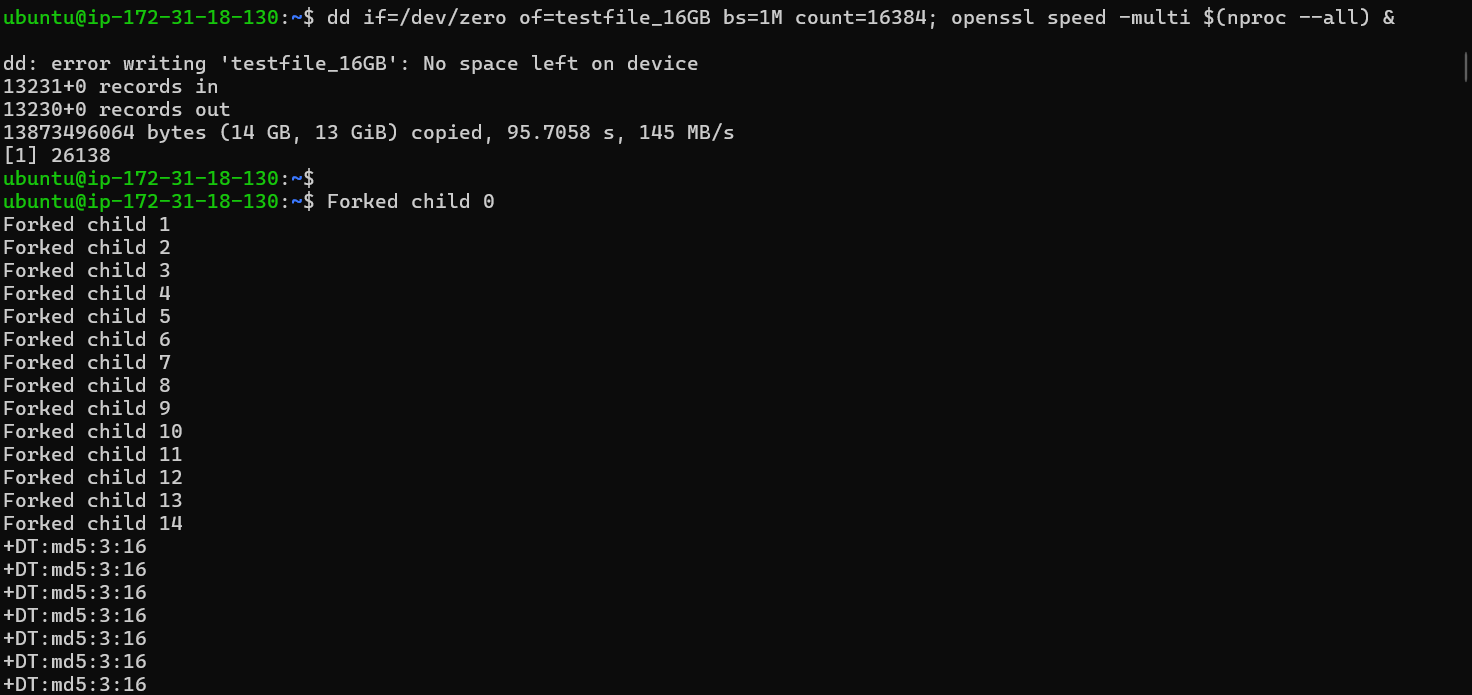 ubuntu@ip-172-31-18-130:~$ dd if=/dev/zero of=testfile_16GB bs=1M count=16384; openssl speed -multi $(nproc --all) &
dd: error writing 'testfile_16GB': No space left on device
13231+0 records in
13230+0 records out
13873496064 bytes (14 GB, 13 GiB) copied, 95.7058 s, 145 MB/s
[1] 26138
ubuntu@ip-172-31-18-130:~$
ubuntu@ip-172-31-18-130:~$ Forked child 0
Forked child 1
Forked child 2
Forked child 3
Forked child 4
Forked child 5
Forked child 6
Forked child 7
Forked child 8
Forked child 9
Forked child 10
Forked child 11
Forked child 12
Forked child 13
Forked child 14
+DT:md5:3:16
+DT:md5:3:16
+DT:md5:3:16
+DT:md5:3:16
+DT:md5:3:16
+DT:md5:3:16
+DT:md5:3:16